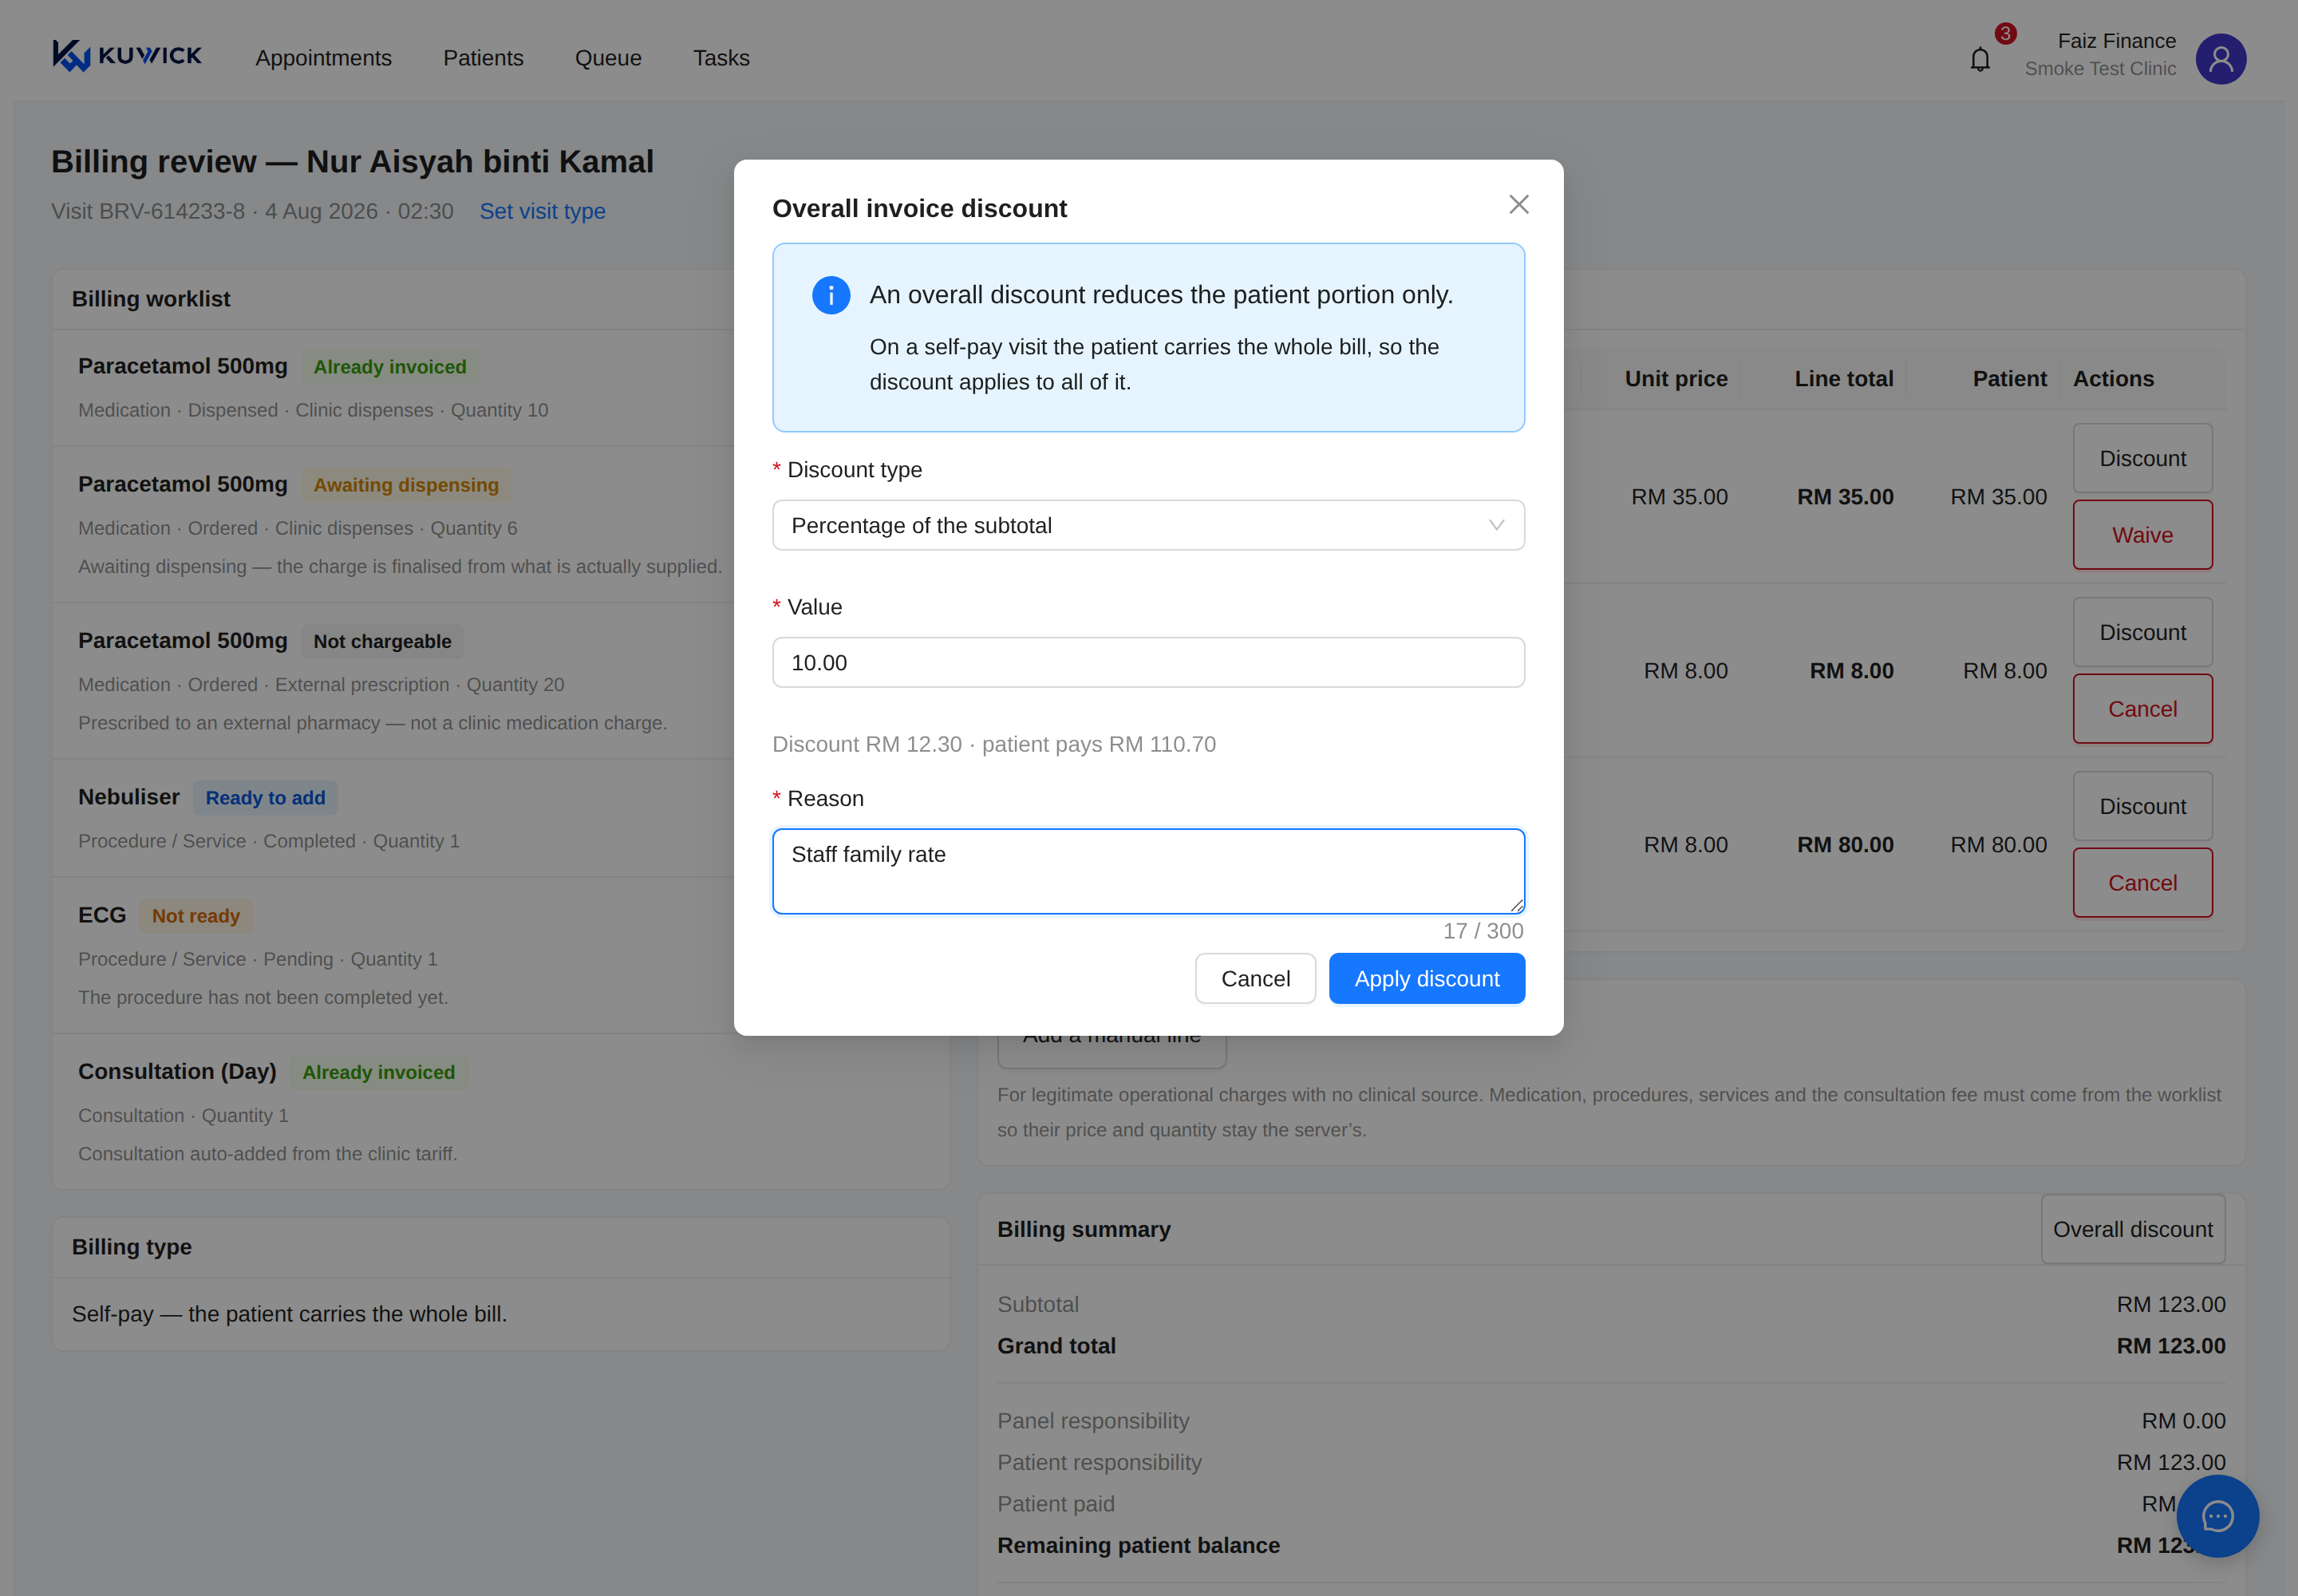 KUWICK
Appointments
Patients
Queue
Tasks
3
Faiz Finance
Smoke Test Clinic
Billing review — Nur Aisyah binti Kamal
Visit BRV-614233-8 · 4 Aug 2026 · 02:30
Set visit type
Billing worklist
Paracetamol 500mg
Already invoiced
Medication · Dispensed · Clinic dispenses · Quantity 10
Paracetamol 500mg
Awaiting dispensing
Medication · Ordered · Clinic dispenses · Quantity 6
Awaiting dispensing — the charge is finalised from what is actually supplied.
Paracetamol 500mg
Not chargeable
Medication · Ordered · External prescription · Quantity 20
Prescribed to an external pharmacy — not a clinic medication charge.
Nebuliser
Ready to add
Procedure / Service · Completed · Quantity 1
ECG
Not ready
Procedure / Service · Pending · Quantity 1
The procedure has not been completed yet.
Consultation (Day)
Already invoiced
Consultation · Quantity 1
Consultation auto-added from the clinic tariff.
Billing type
Self-pay — the patient carries the whole bill.
Overall invoice discount
An overall discount reduces the patient portion only.
On a self-pay visit the patient carries the whole bill, so the
discount applies to all of it.
* Discount type
Percentage of the subtotal
* Value
10.00
Discount RM 12.30 · patient pays RM 110.70
* Reason
Staff family rate
17 / 300
Cancel
Apply discount
Unit price
Line total
Patient
Actions
RM 35.00
RM 35.00
RM 35.00
Discount
Waive
RM 8.00
RM 8.00
RM 8.00
Discount
Cancel
RM 8.00
RM 80.00
RM 80.00
Discount
Cancel
Add a manual line
For legitimate operational charges with no clinical source. Medication, procedures, services and the consultation fee must come from the worklist
so their price and quantity stay the server’s.
Billing summary
Overall discount
Subtotal
RM 123.00
Grand total
RM 123.00
Panel responsibility
RM 0.00
Patient responsibility
RM 123.00
Patient paid
RM
Remaining patient balance
RM 123